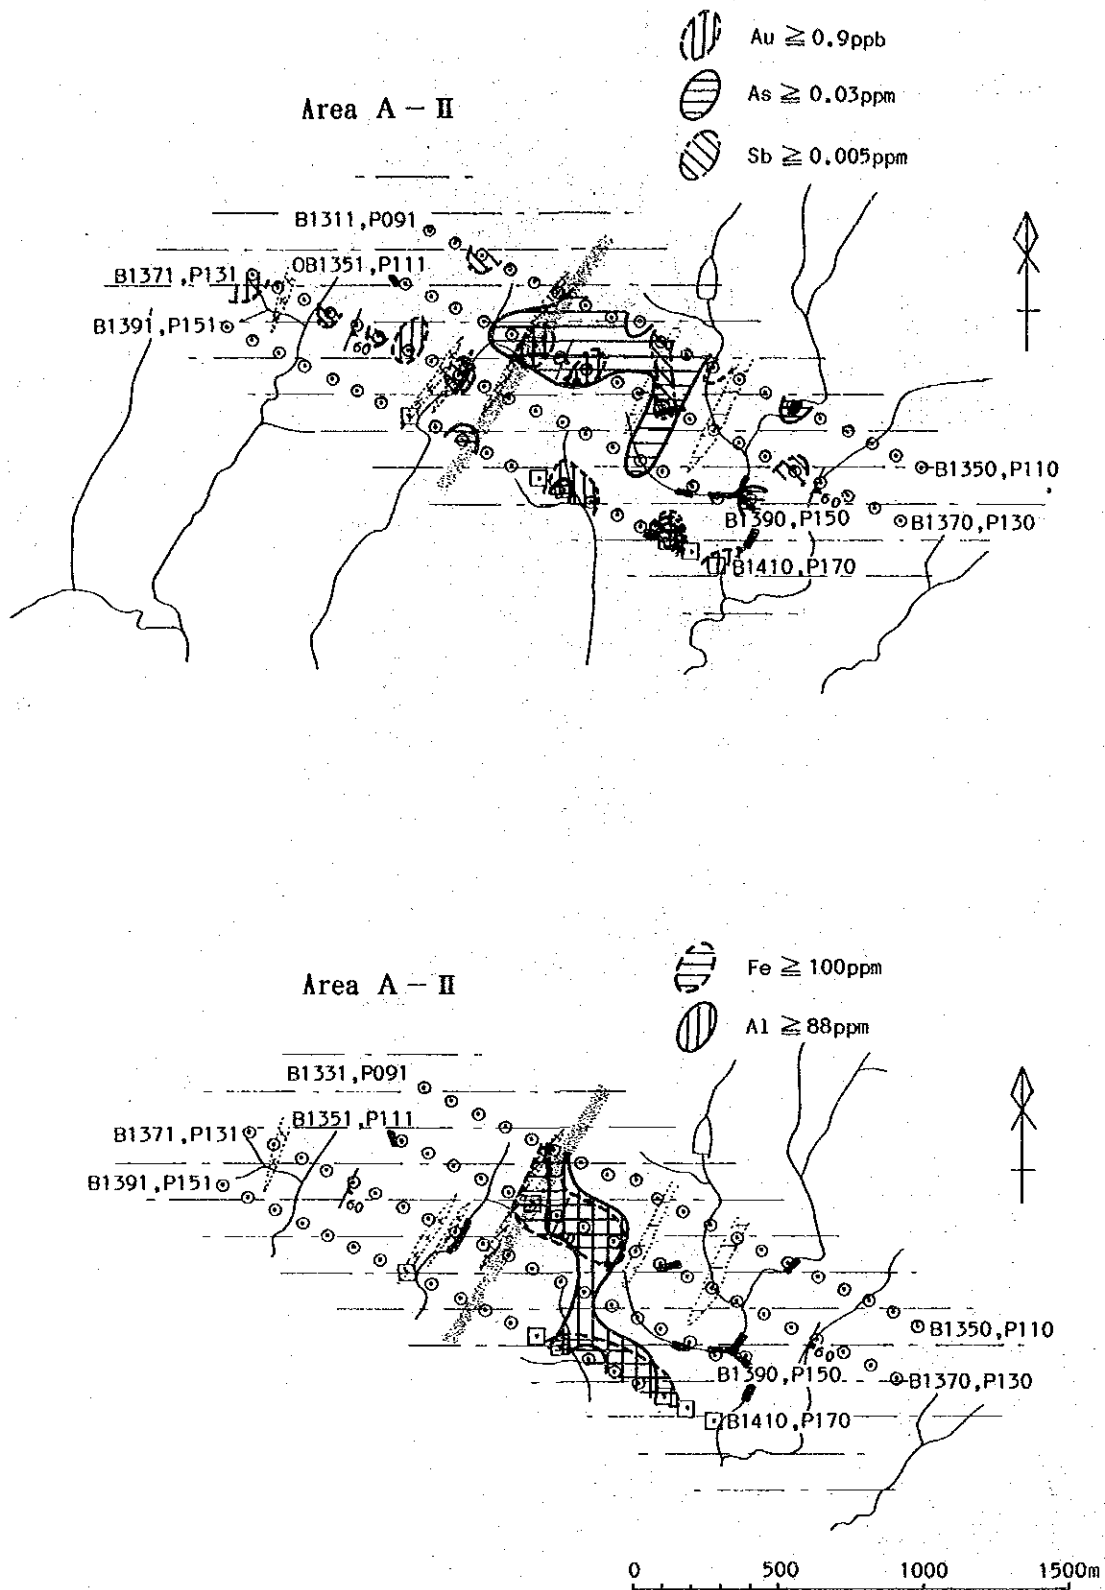 Au ≧ 0.9ppb
Area A − II
As ≧ 0.03ppm
Sb ≧ 0.005ppm
B1311,P091
B1371,P131
OB1351,P111
B1391,P151
60
B1350,P110
60
B1390,P150
B1370,P130
B1410,P170
Area A − II
Fe ≧ 100ppm
Al ≧ 88ppm
B1331,P091
B1351,P111
B1371,P131
B1391,P151
60
B1350,P110
60
B1390,P150
B1370,P130
B1410,P170
0 500 1000 1500m